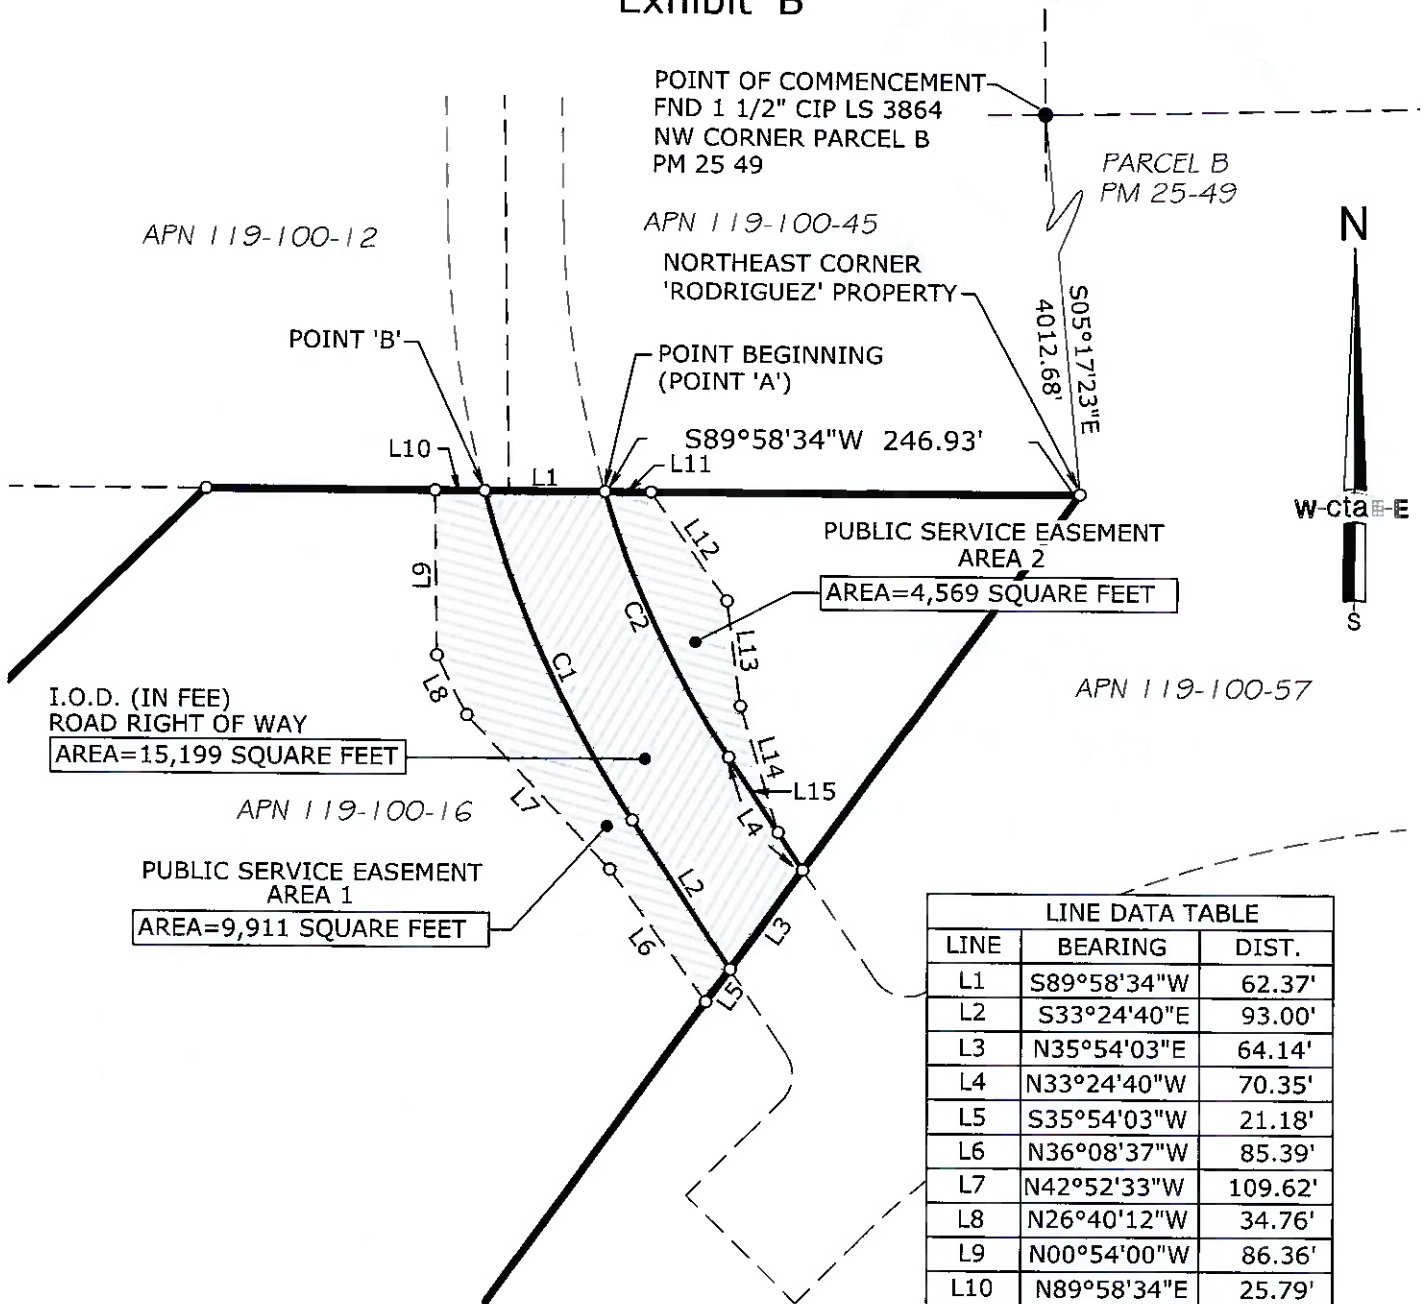 Exhibit 'B'
POINT OF COMMENCEMENT
FND 1 1/2" CIP LS 3864
NW CORNER PARCEL B
PM 25 49
PARCEL B
PM 25-49
APN 119-100-12
APN 119-100-45
N
NORTHEAST CORNER
'RODRIGUEZ' PROPERTY
S05°17'23"E
4012.68'
POINT 'B'
POINT BEGINNING
(POINT 'A')
S89°58'34"W 246.93'
L10
L1
L11
W-cta-E
S
L12
PUBLIC SERVICE EASEMENT
AREA 2
AREA=4,569 SQUARE FEET
L9
C2
L13
C1
L8
APN 119-100-57
I.O.D. (IN FEE)
ROAD RIGHT OF WAY
AREA=15,199 SQUARE FEET
L14
L15
L7
L4
APN 119-100-16
PUBLIC SERVICE EASEMENT
AREA 1
AREA=9,911 SQUARE FEET
L2
L6
L3
L5
LINE DATA TABLE
LINE BEARING DIST.
L1 S89°58'34"W 62.37'
L2 S33°24'40"E 93.00'
L3 N35°54'03"E 64.14'
L4 N33°24'40"W 70.35'
L5 S35°54'03"W 21.18'
L6 N36°08'37"W 85.39'
L7 N42°52'33"W 109.62'
L8 N26°40'12"W 34.76'
L9 N00°54'00"W 86.36'
L10 N89°58'34"E 25.79'